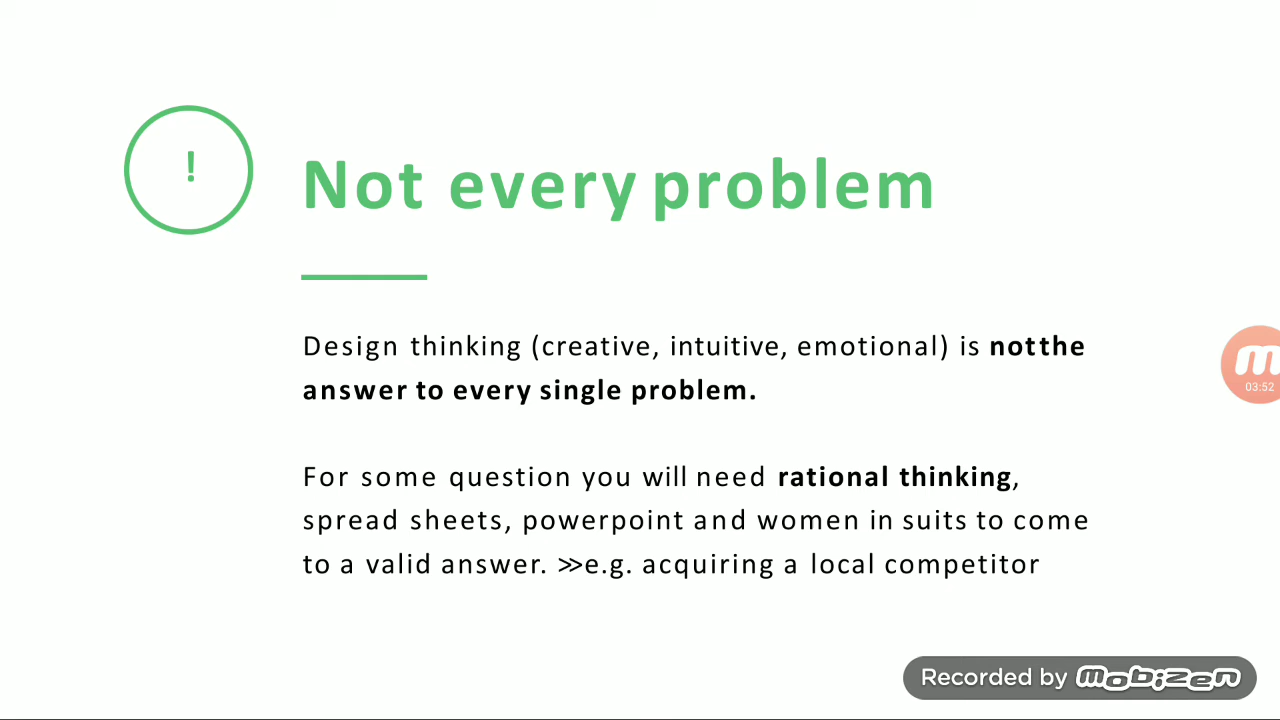 !
Not every problem
Design thinking (creative, intuitive, emotional) is not the
answer to every single problem.
For some question you will need rational thinking,
spread sheets, powerpoint and women in suits to come
to a valid answer. ≫e.g. acquiring a local competitor
m
03:52
Recorded by mobizen